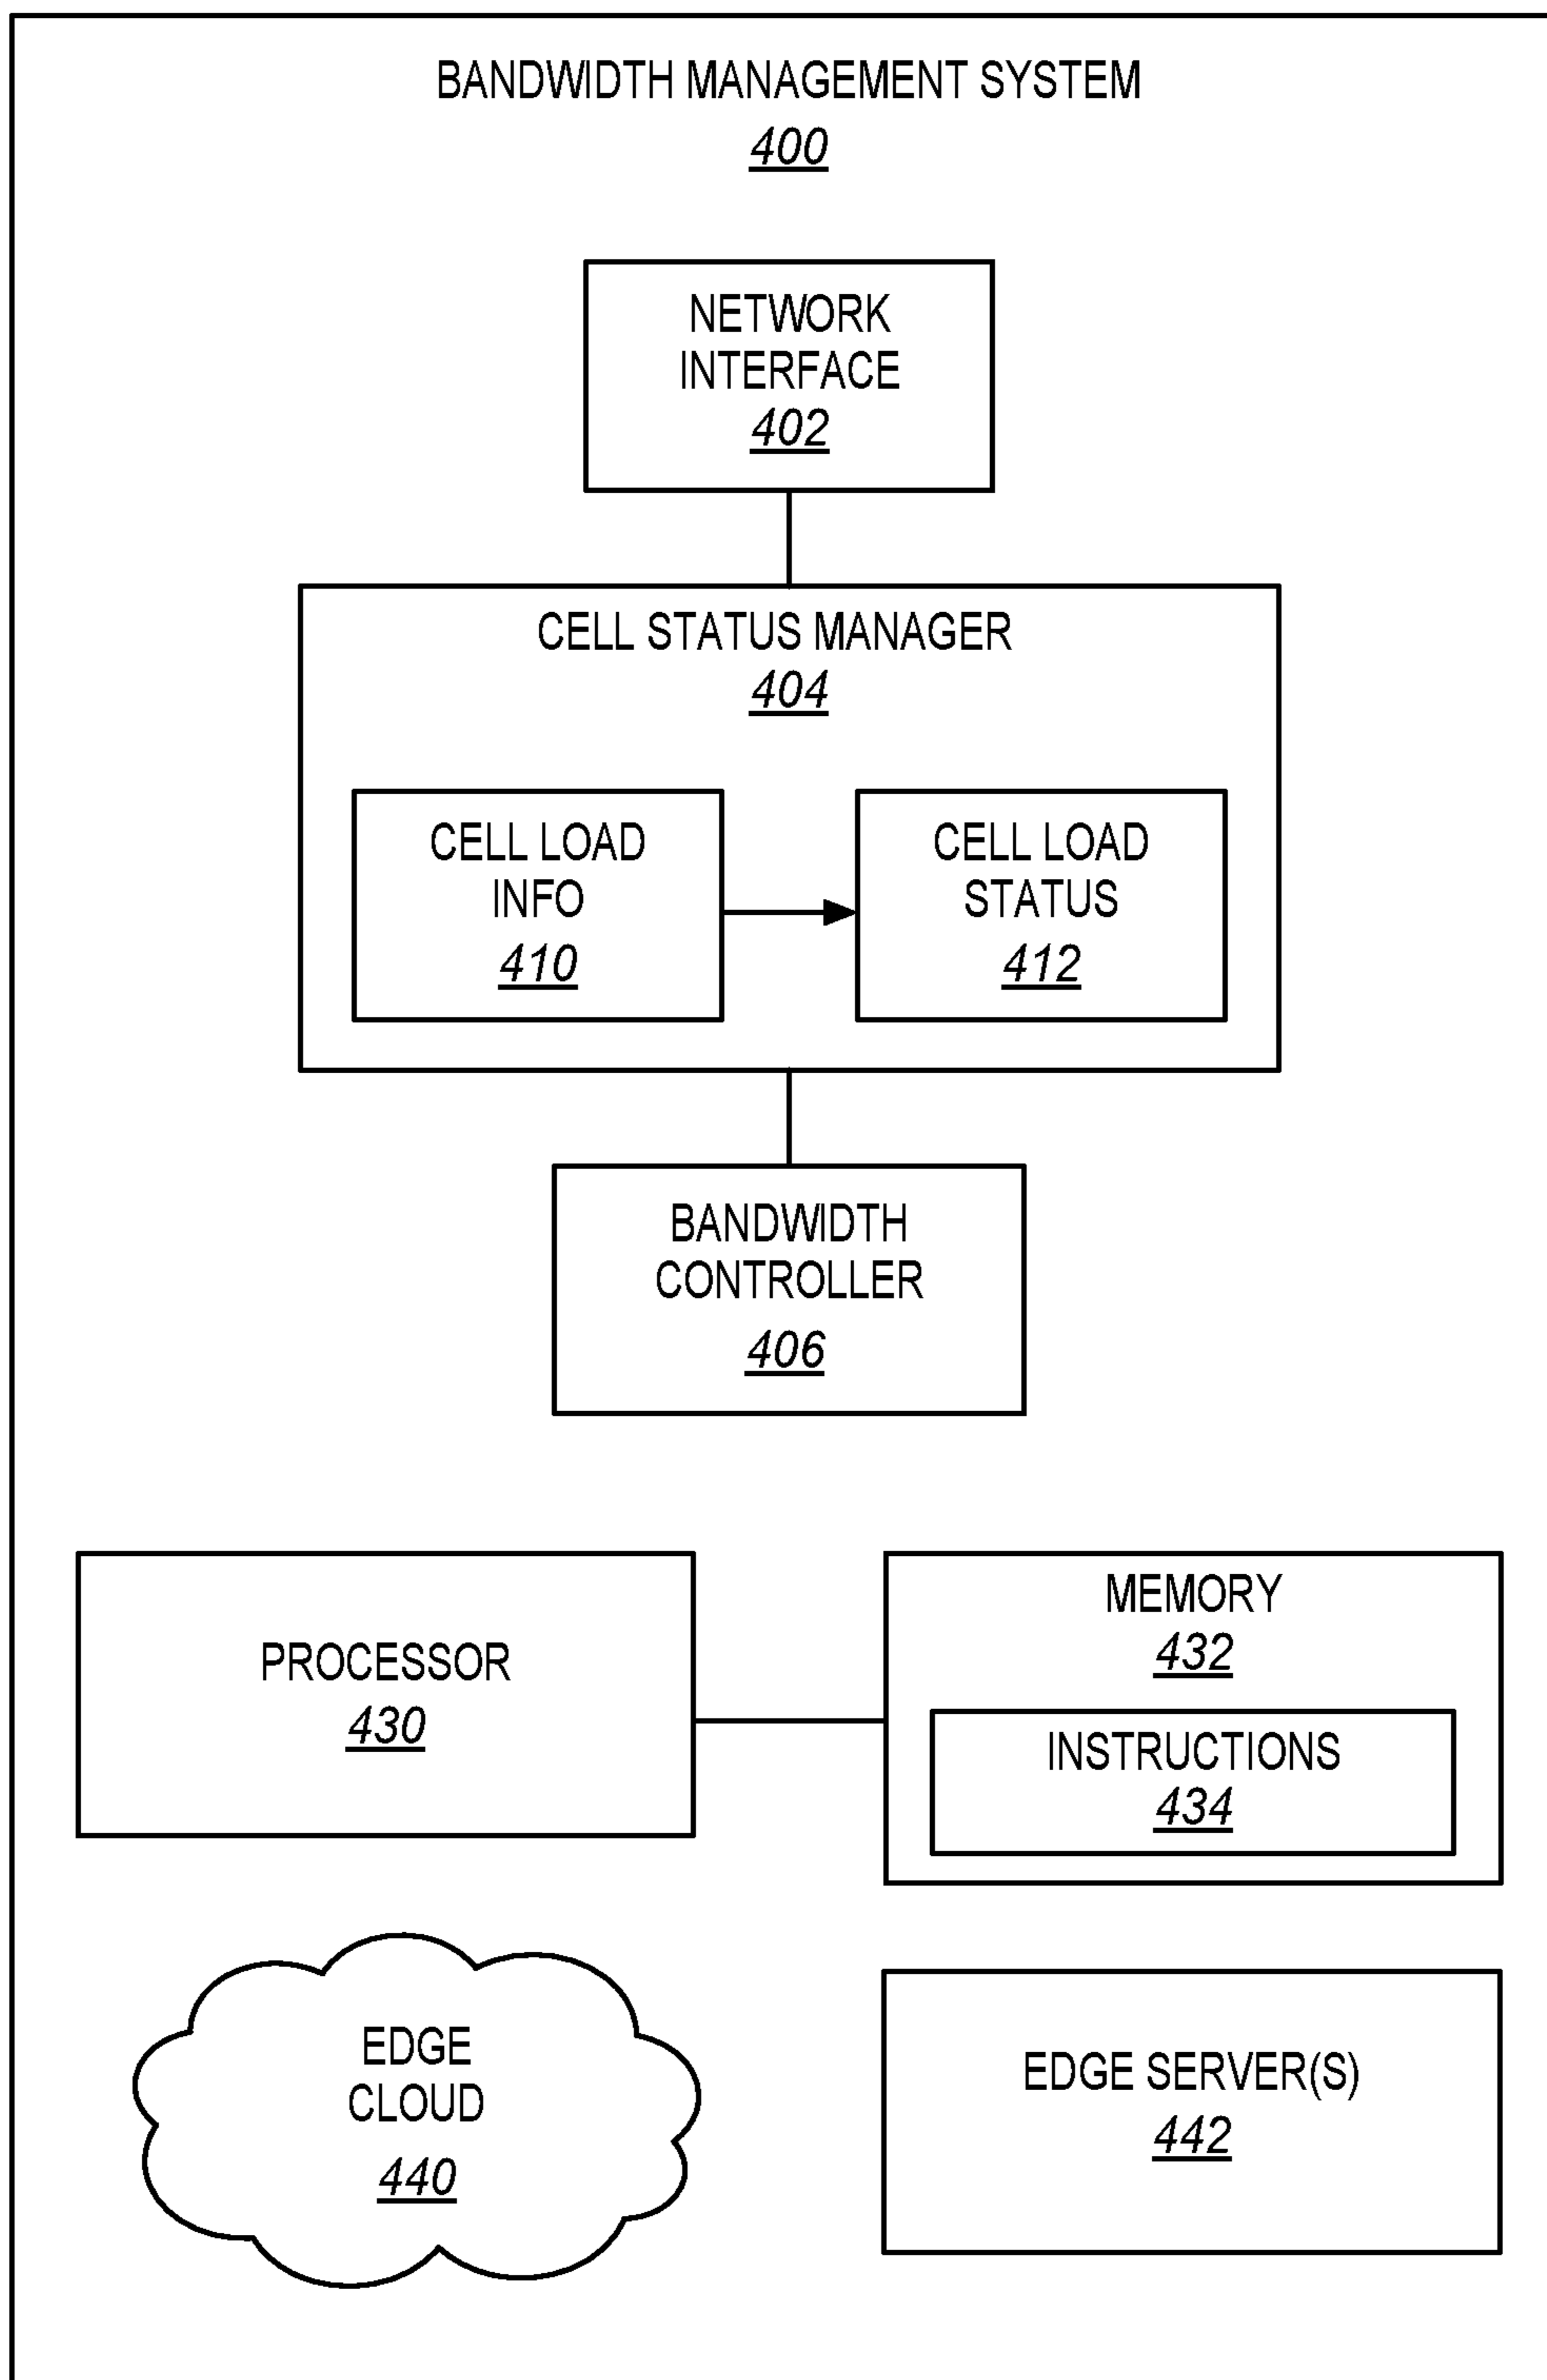 BANDWIDTH MANAGEMENT SYSTEM
400
NETWORK
INTERFACE
402
CELL STATUS MANAGER
404
CELL LOAD
INFO
410
CELL LOAD
STATUS
412
BANDWIDTH
CONTROLLER
406
PROCESSOR
430
MEMORY
432
INSTRUCTIONS
434
EDGE
CLOUD
440
EDGE SERVER(S)
442